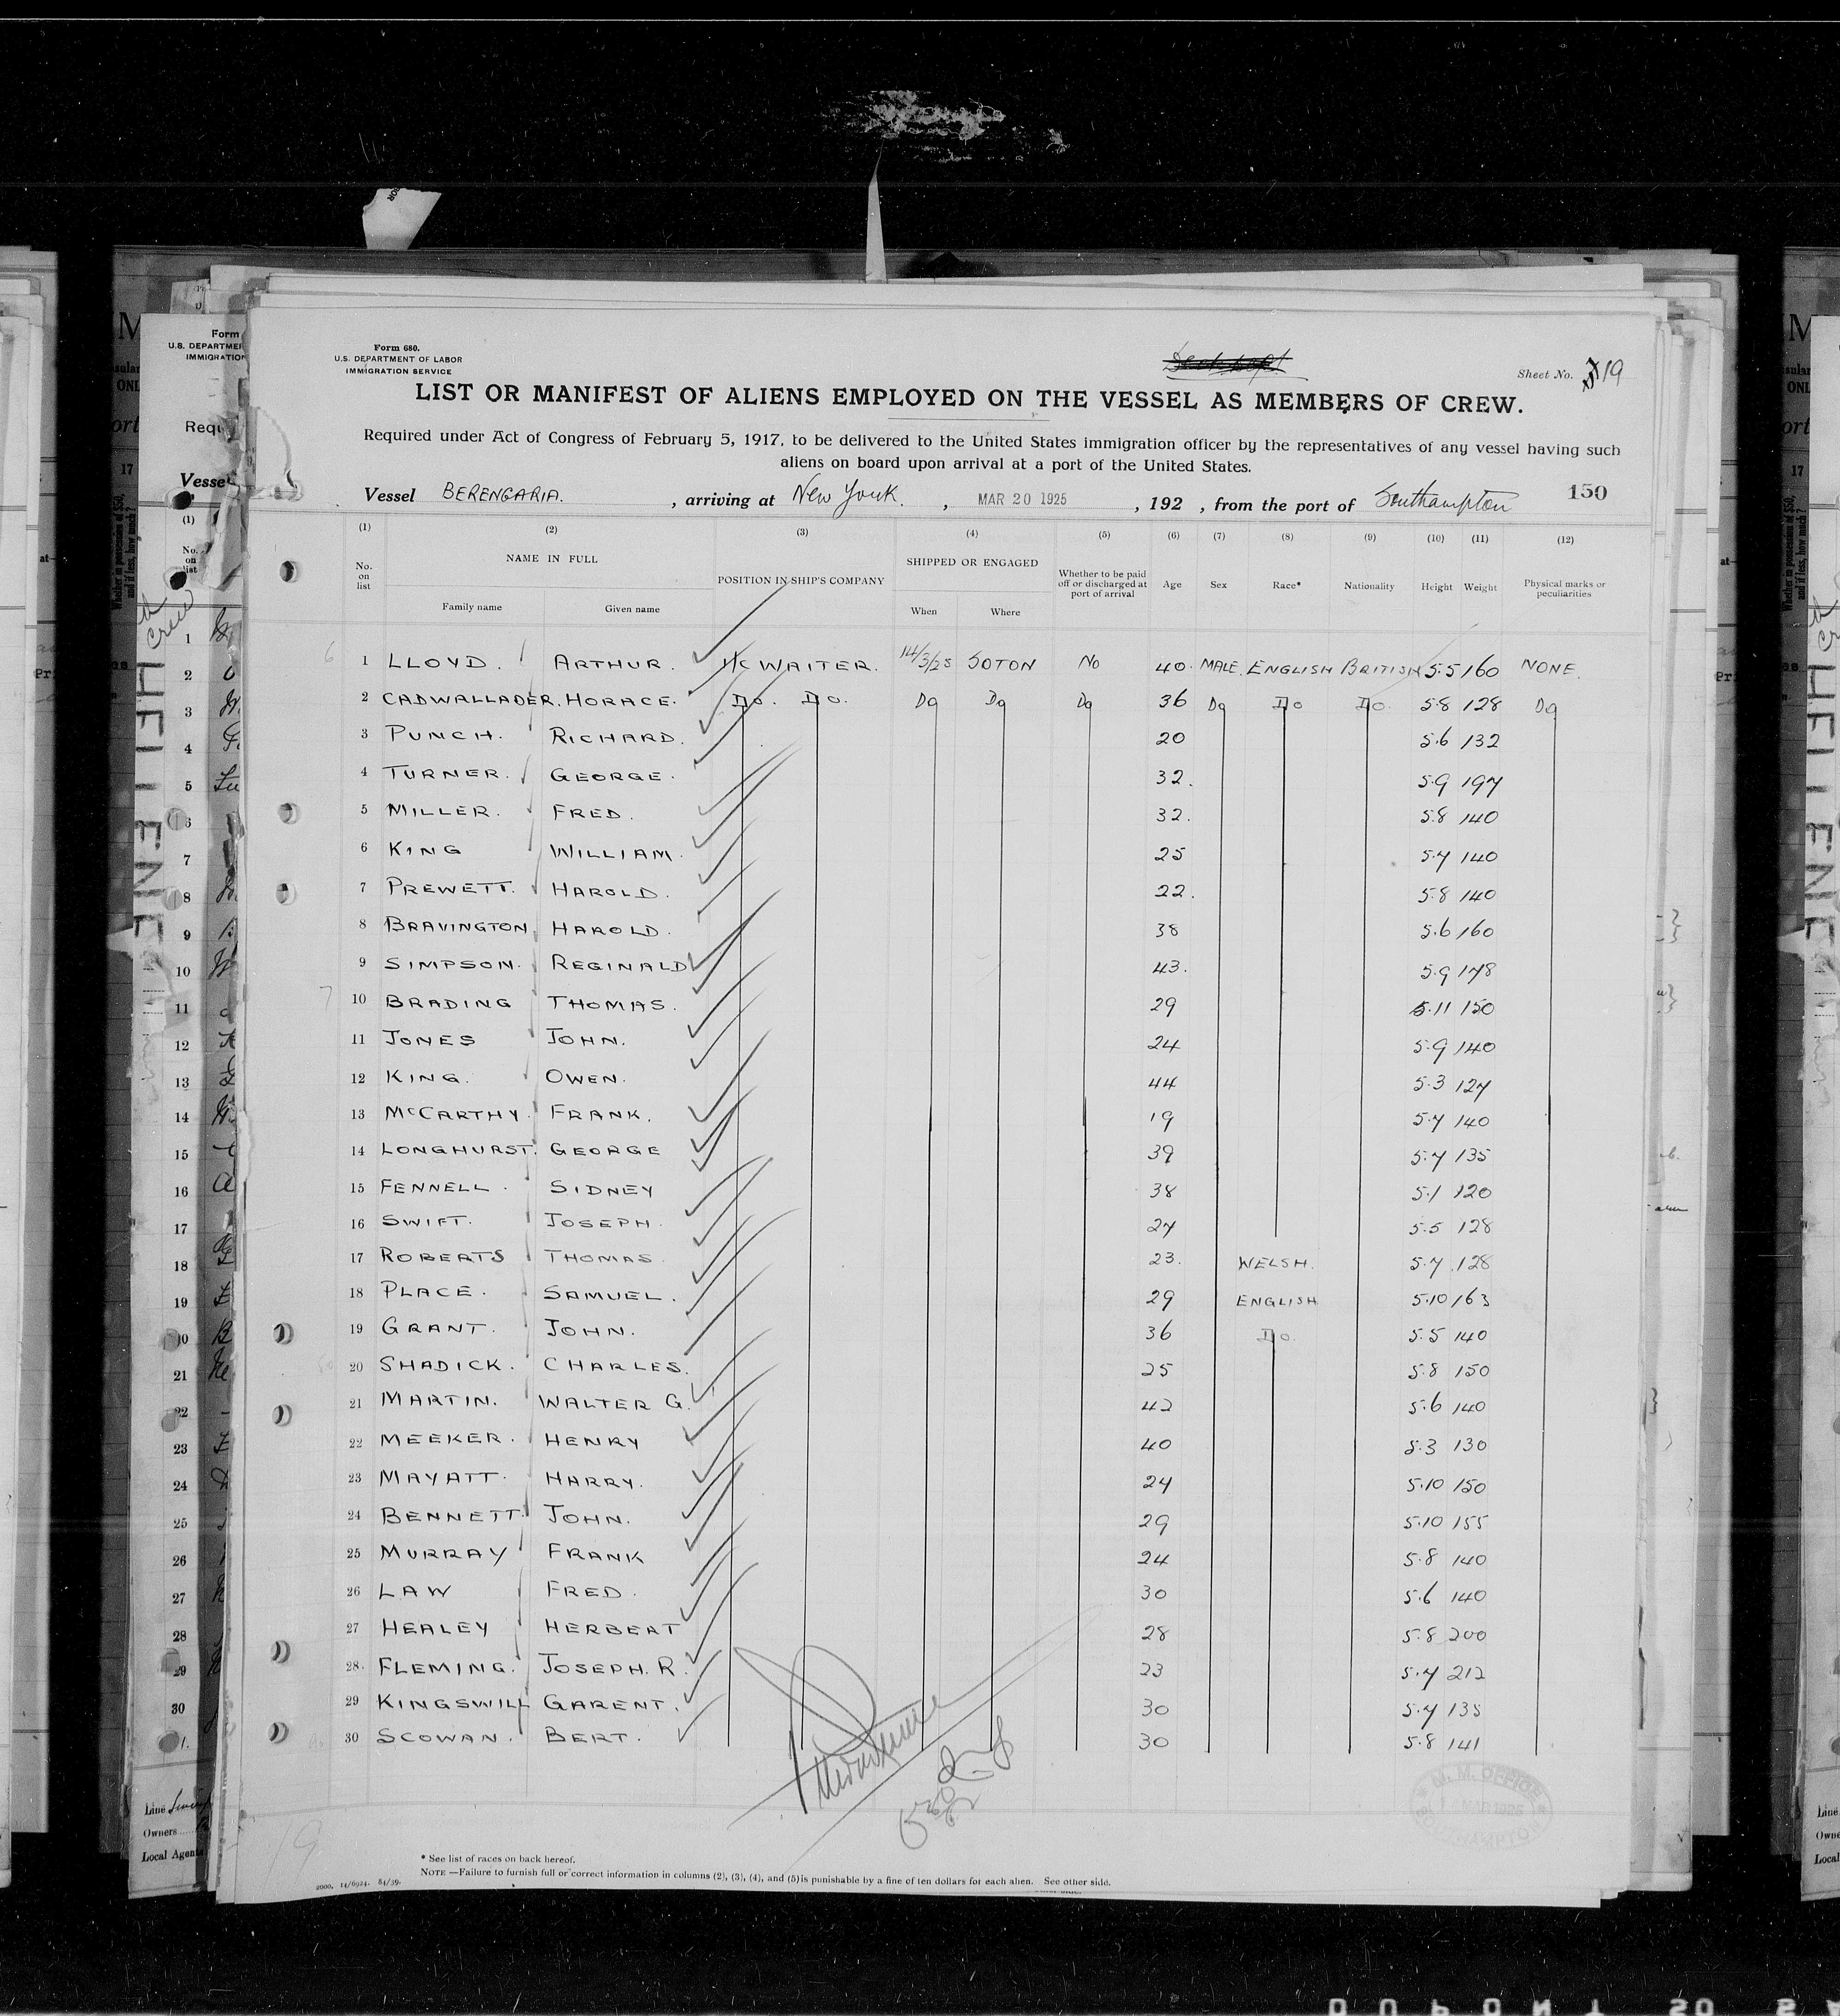 Form 680.
U.S. DEPARTMENT OF LABOR
IMMIGRATION SERVICE
Sheet No. 19
LIST OR MANIFEST OF ALIENS EMPLOYED ON THE VESSEL AS MEMBERS OF CREW.
Required under Act of Congress of February 5, 1917, to be delivered to the United States immigration officer by the representatives of any vessel having such
aliens on board upon arrival at a port of the United States.
Vessel BERENGARIA. , arriving at New York. , MAR 20 1925 , 192 , from the port of Southampton 150
(1) (2) (3) (4) (5) (6) (7) (8) (9) (10) (11) (12)
No. on list NAME IN FULL Family name Given name POSITION IN SHIP'S COMPANY SHIPPED OR ENGAGED When Where Whether to be paid off or discharged at port of arrival Age Sex Race* Nationality Height Weight Physical marks or peculiarities
1 LLOYD. ARTHUR. WAITER. 14/3/25 SOTON NO 40. MALE. ENGLISH BRITISH 5.5 160 NONE.
2 CADWALLADER. HORACE. Do. Do. Do Do Do 36 Do Do Do. 5.8 128 Do
3 PUNCH. RICHARD. 20 5.6 132
4 TURNER. GEORGE. 32. 5.9 197
5 MILLER. FRED. 32. 5.8 140
6 KING WILLIAM. 25 5.7 140
7 PREWETT. HAROLD. 22. 5.8 140
8 BRAVINGTON HAROLD. 38 5.6 160
9 SIMPSON. REGINALD 43. 5.9 178
10 BRADING THOMAS. 29 5.11 150
11 JONES JOHN. 24 5.9 140
12 KING. OWEN. 44 5.3 127
13 McCARTHY. FRANK. 19 5.7 140
14 LONGHURST. GEORGE 39 5.7 135
15 FENNELL. SIDNEY 38 5.1 120
16 SWIFT. JOSEPH. 27 5.5 128
17 ROBERTS THOMAS. 23. WELSH. 5.7 128
18 PLACE. SAMUEL. 29 ENGLISH 5.10 163
19 GRANT. JOHN. 36 Do. 5.5 140
20 SHADICK. CHARLES. 25 5.8 150
21 MARTIN. WALTER G. 42 5.6 140
22 MEEKER. HENRY 40 5.3 130
23 MAYATT. HARRY. 24 5.10 150
24 BENNETT. JOHN. 29 5.10 155
25 MURRAY FRANK 24 5.8 140
26 LAW FRED. 30 5.6 140
27 HEALEY HERBERT 28 5.8 200
28. FLEMING. JOSEPH. R. 23 5.7 212
29 KINGSWILL GARENT. 30 5.7 135
30 SCOWAN. BERT. 30 5.8 141
19
* See list of races on back hereof.
NOTE.—Failure to furnish full or correct information in columns (2), (3), (4), and (5) is punishable by a fine of ten dollars for each alien. See other side.
2000. 14/6924. 84/39.